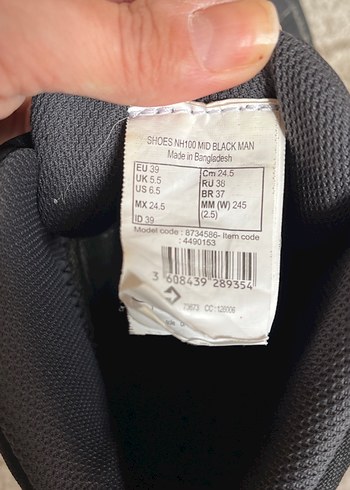 SHOES NH100 MID BLACK MAN
Made in Bangladesh
EU 39
UK 5.5
US 6.5
MX 24.5
ID 39
Cm 24.5
RU 38
BR 37
MM (W) 245
(2.5)
Model code : 8734586- Item code
: 4490153
3 608439 289354
CC